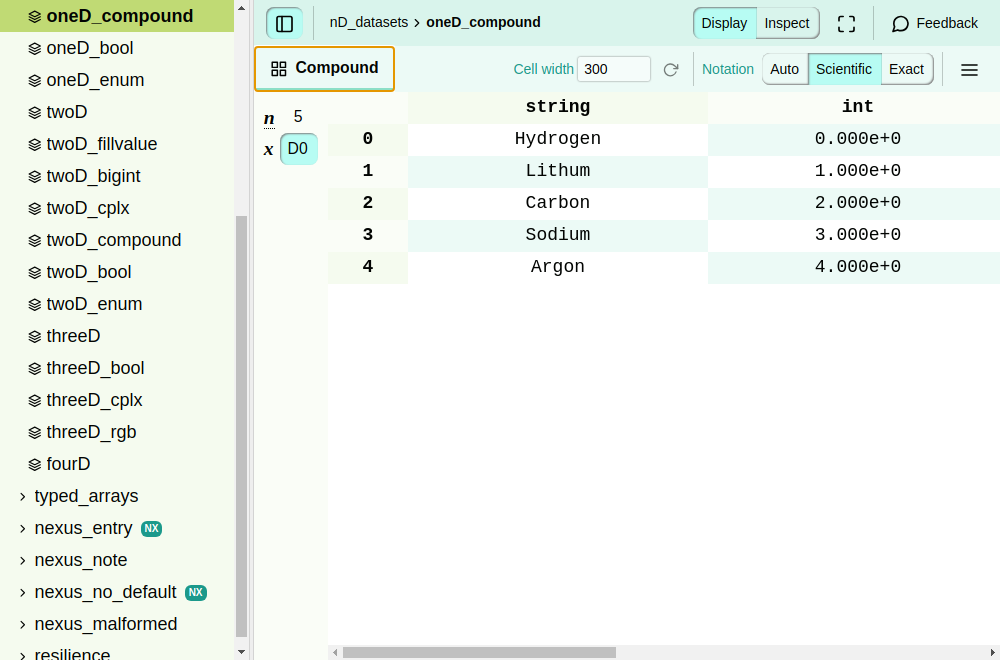 oneD_compound
oneD_bool
oneD_enum
twoD
twoD_fillvalue
twoD_bigint
twoD_cplx
twoD_compound
twoD_bool
twoD_enum
threeD
threeD_bool
threeD_cplx
threeD_rgb
fourD
typed_arrays
nexus_entry NX
nexus_note
nexus_no_default NX
nexus_malformed
resilience
nD_datasets oneD_compound Display Inspect Feedback
Compound Cell width 300 Notation Auto Scientific Exact
n 5
x D0
string int
0 Hydrogen 0.000e+0
1 Lithum 1.000e+0
2 Carbon 2.000e+0
3 Sodium 3.000e+0
4 Argon 4.000e+0